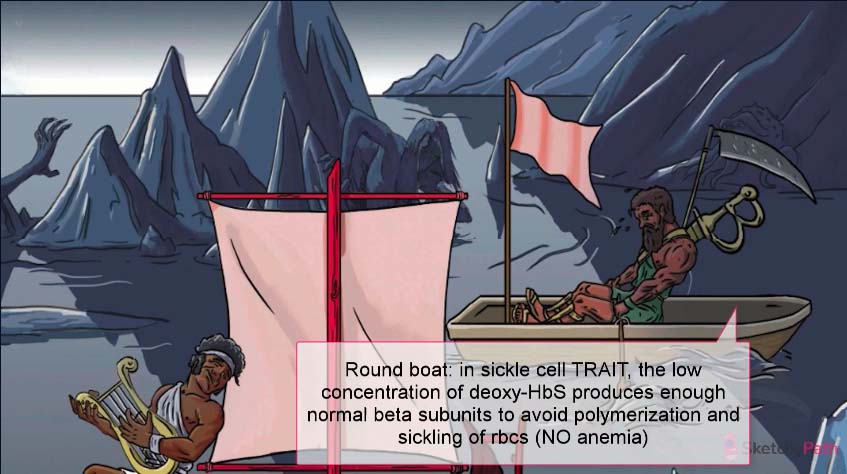 Round boat: in sickle cell TRAIT, the low
concentration of deoxy-HbS produces enough
normal beta subunits to avoid polymerization and
sickling of rbcs (NO anemia)
SketchyPath